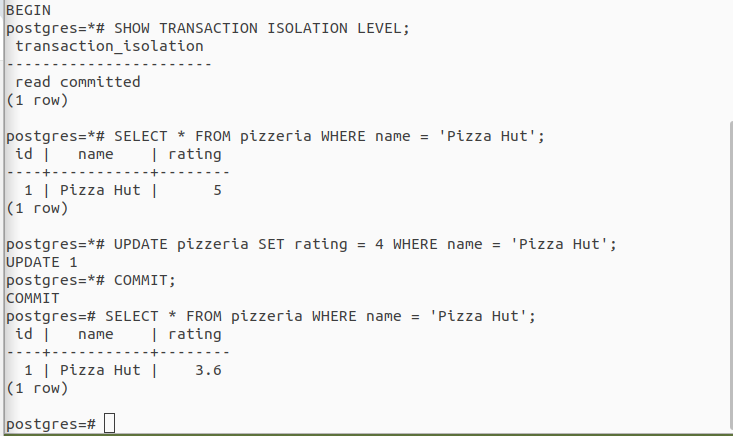 BEGIN
postgres=*# SHOW TRANSACTION ISOLATION LEVEL;
 transaction_isolation
-----------------------
 read committed
(1 row)

postgres=*# SELECT * FROM pizzeria WHERE name = 'Pizza Hut';
 id |   name    | rating
----+-----------+--------
  1 | Pizza Hut |      5
(1 row)

postgres=*# UPDATE pizzeria SET rating = 4 WHERE name = 'Pizza Hut';
UPDATE 1
postgres=*# COMMIT;
COMMIT
postgres=# SELECT * FROM pizzeria WHERE name = 'Pizza Hut';
 id |   name    | rating
----+-----------+--------
  1 | Pizza Hut |    3.6
(1 row)

postgres=#